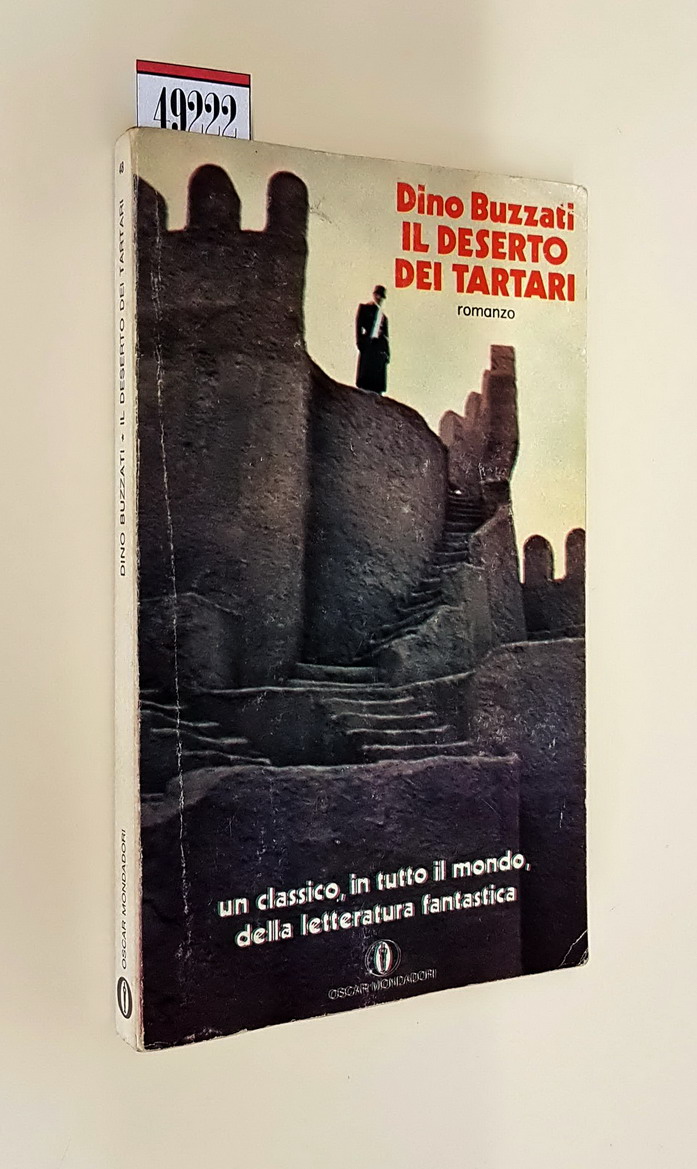 49222
Dino Buzzati
IL DESERTO
DEI TARTARI
romanzo
un classico, in tutto il mondo,
della letteratura fantastica
OSCAR MONDADORI
8
DINO BUZZATI • IL DESERTO DEI TARTARI
OSCAR MONDADORI